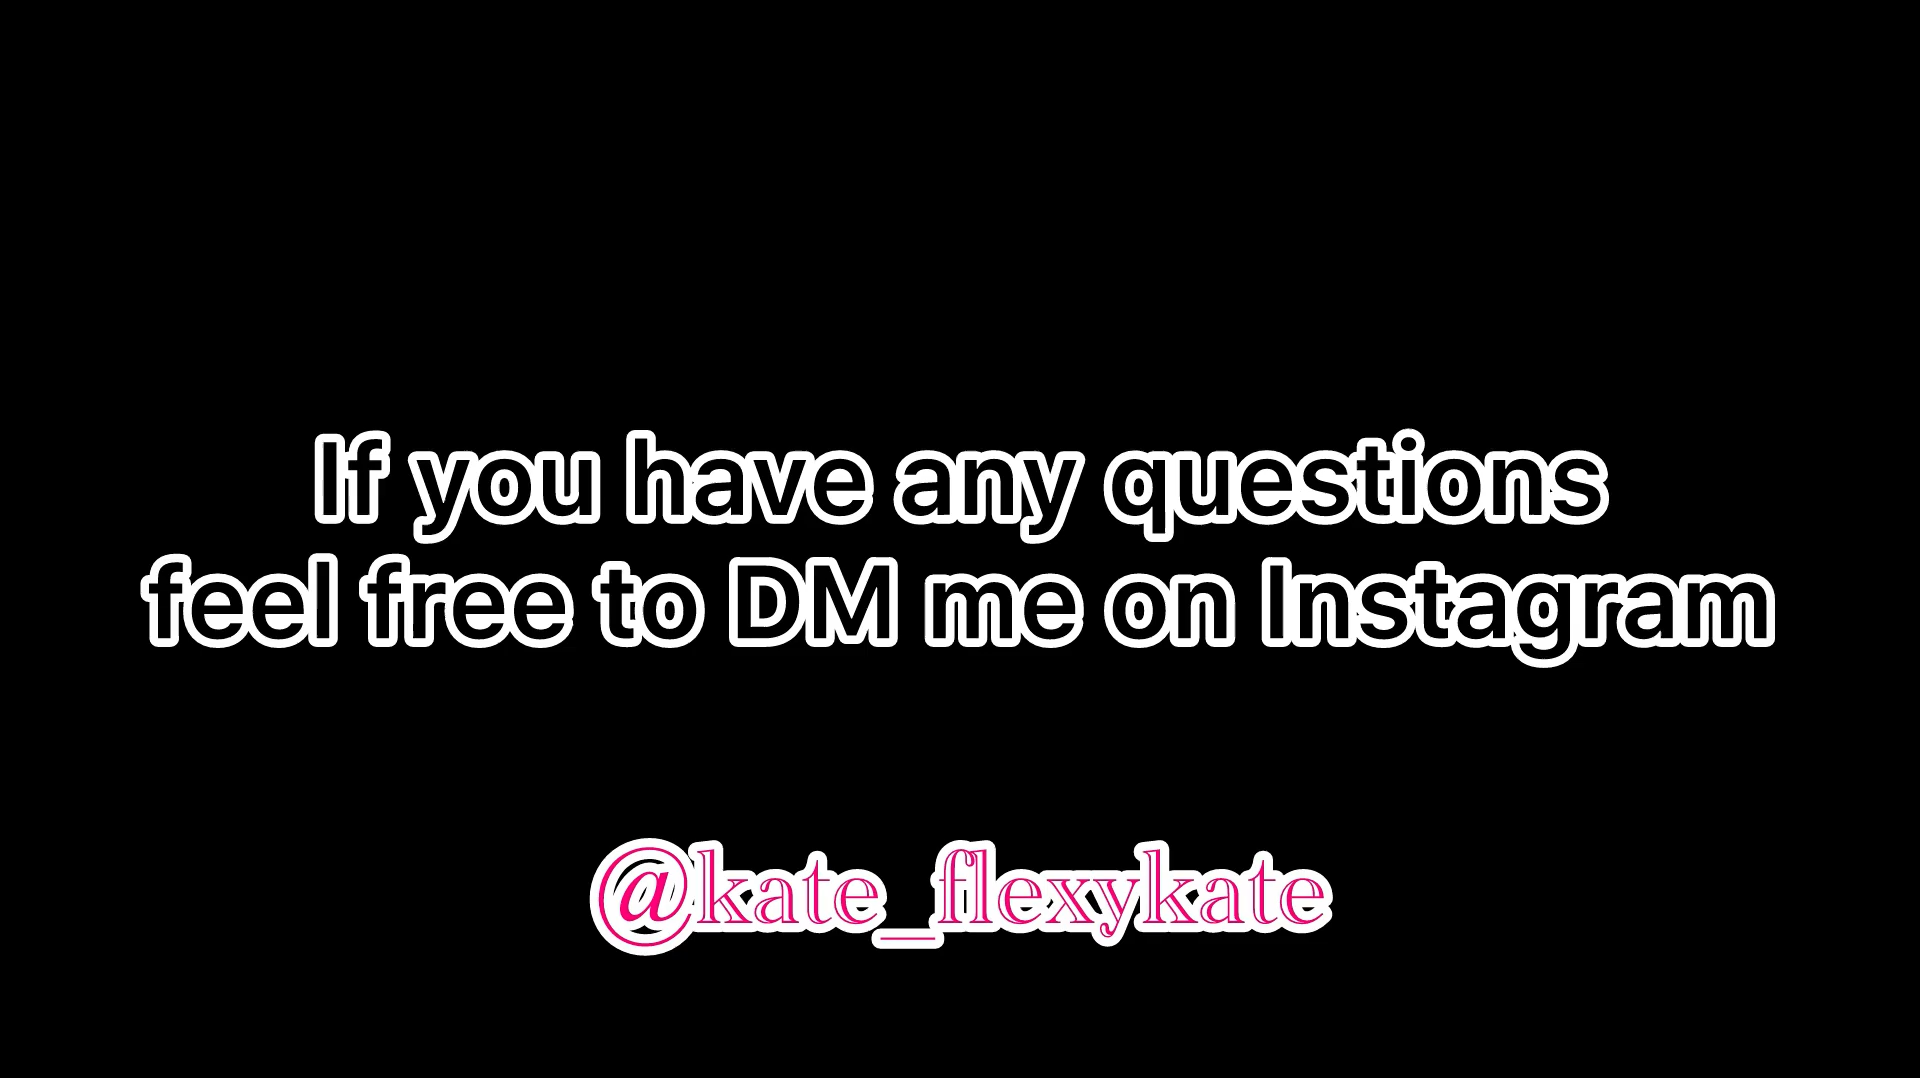 If you have any questions
feel free to DM me on Instagram
@kate_flexykate